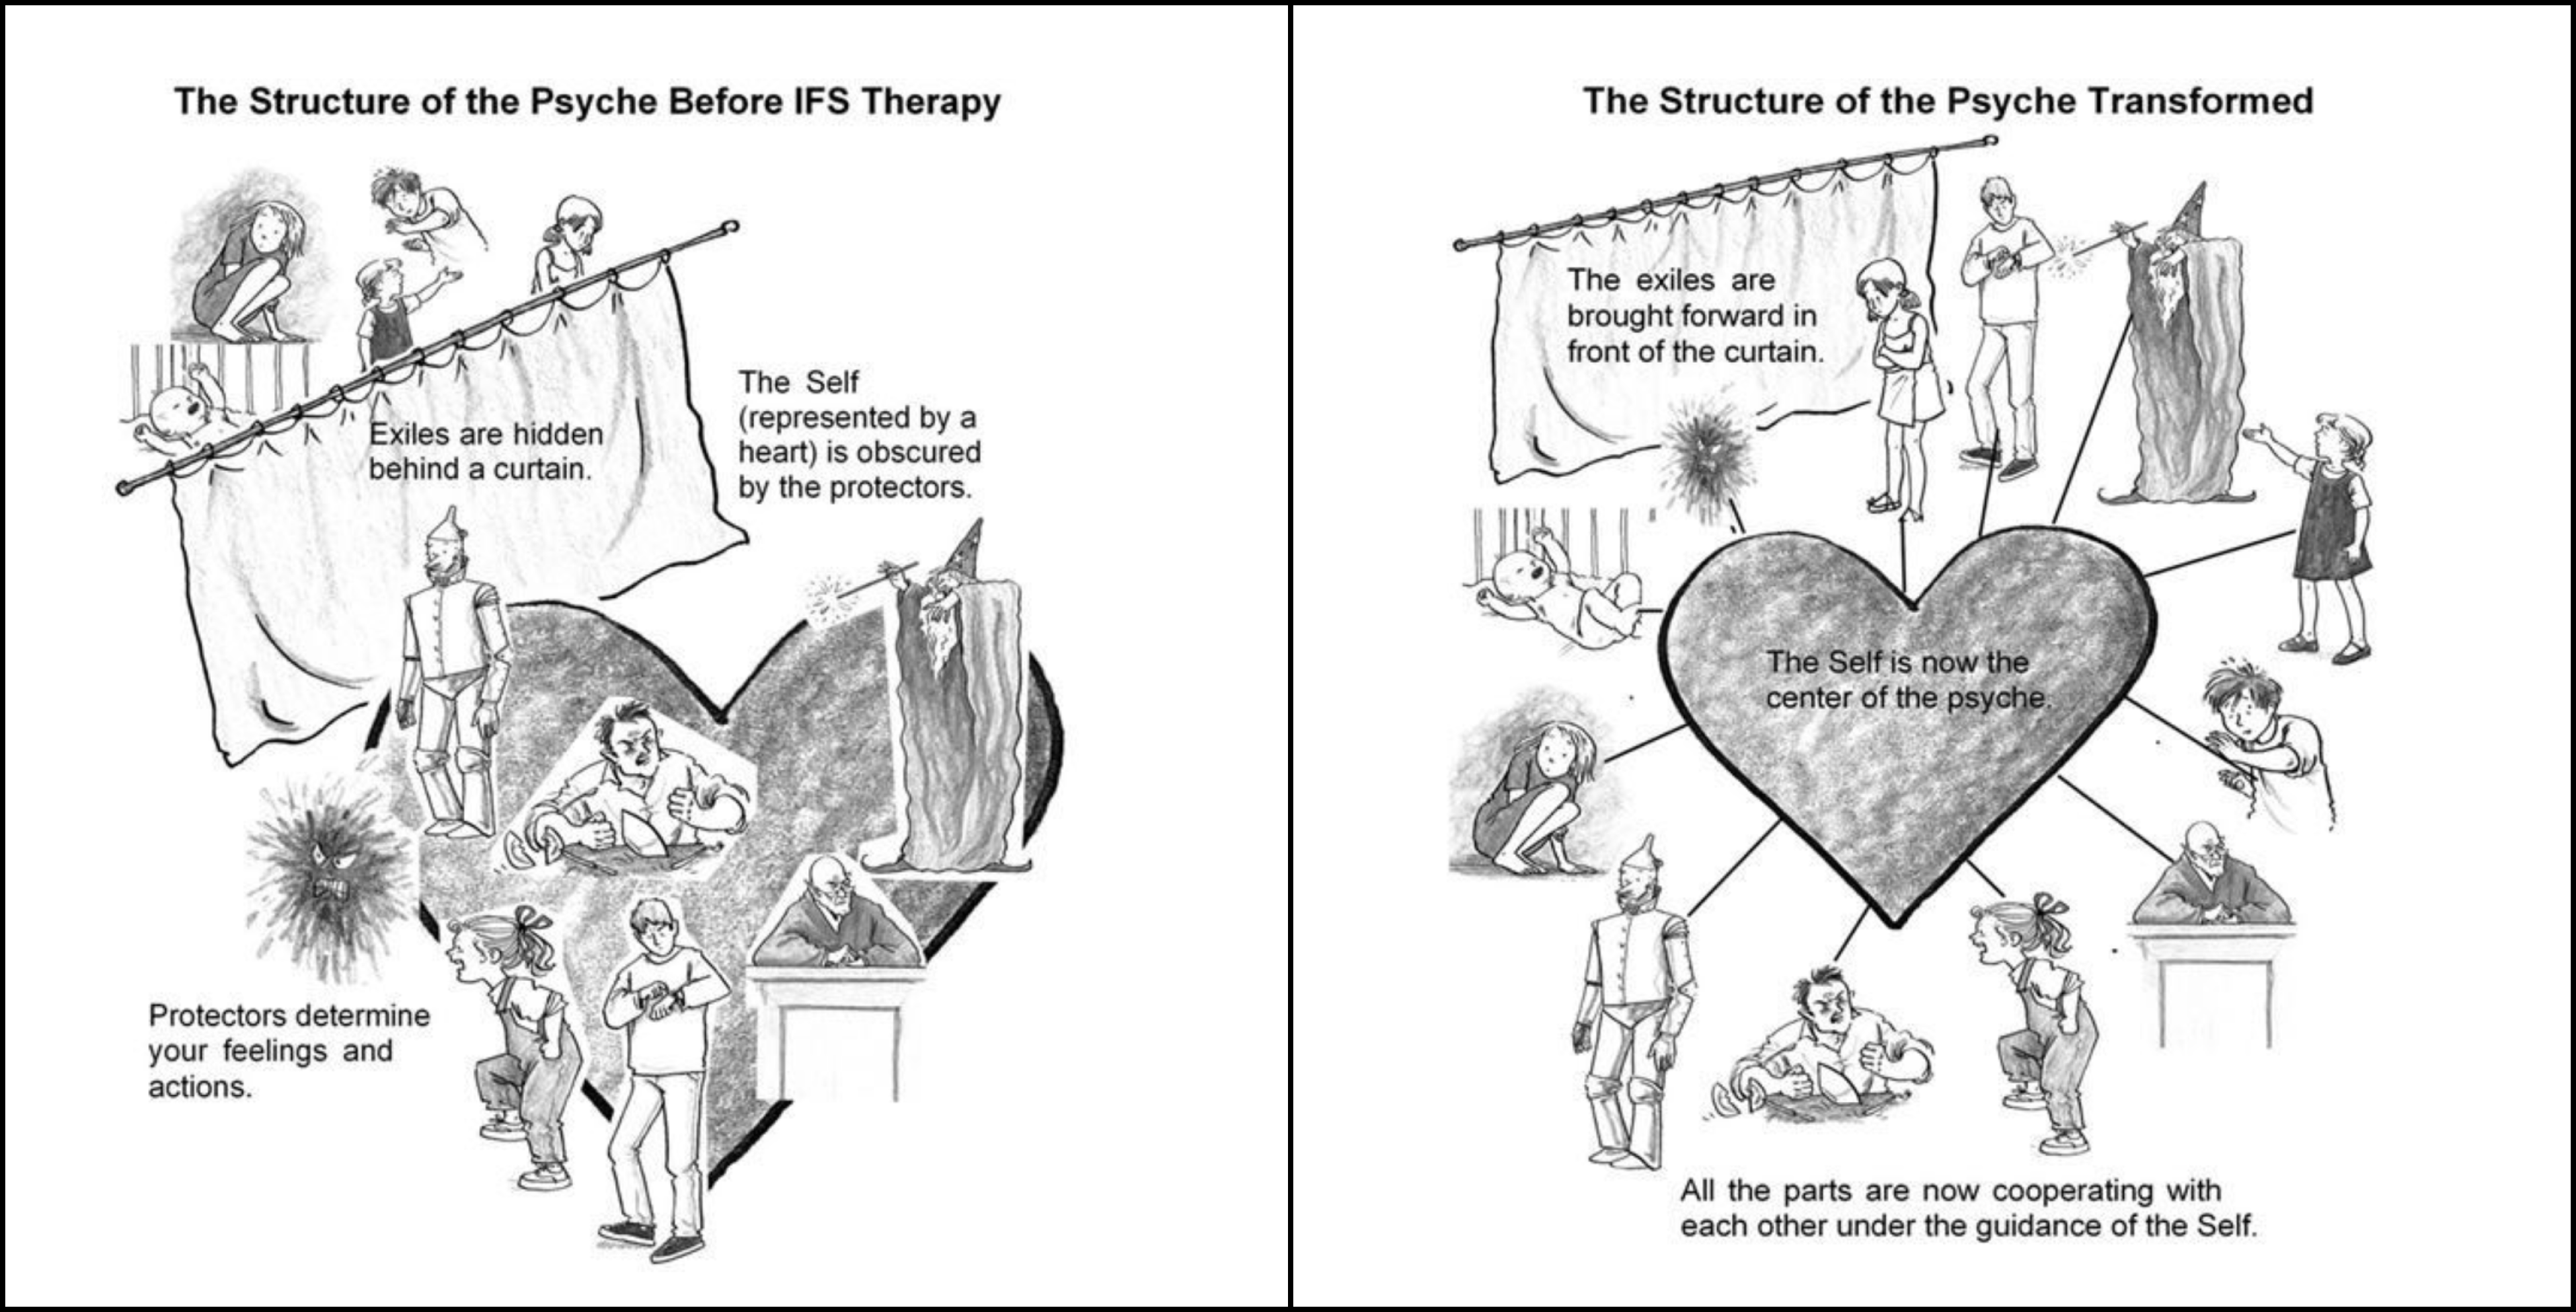 The Structure of the Psyche Before IFS Therapy
Exiles are hidden
behind a curtain.
The Self
(represented by a
heart) is obscured
by the protectors.
Protectors determine
your feelings and
actions.
The Structure of the Psyche Transformed
The exiles are
brought forward in
front of the curtain.
The Self is now the
center of the psyche.
All the parts are now cooperating with
each other under the guidance of the Self.